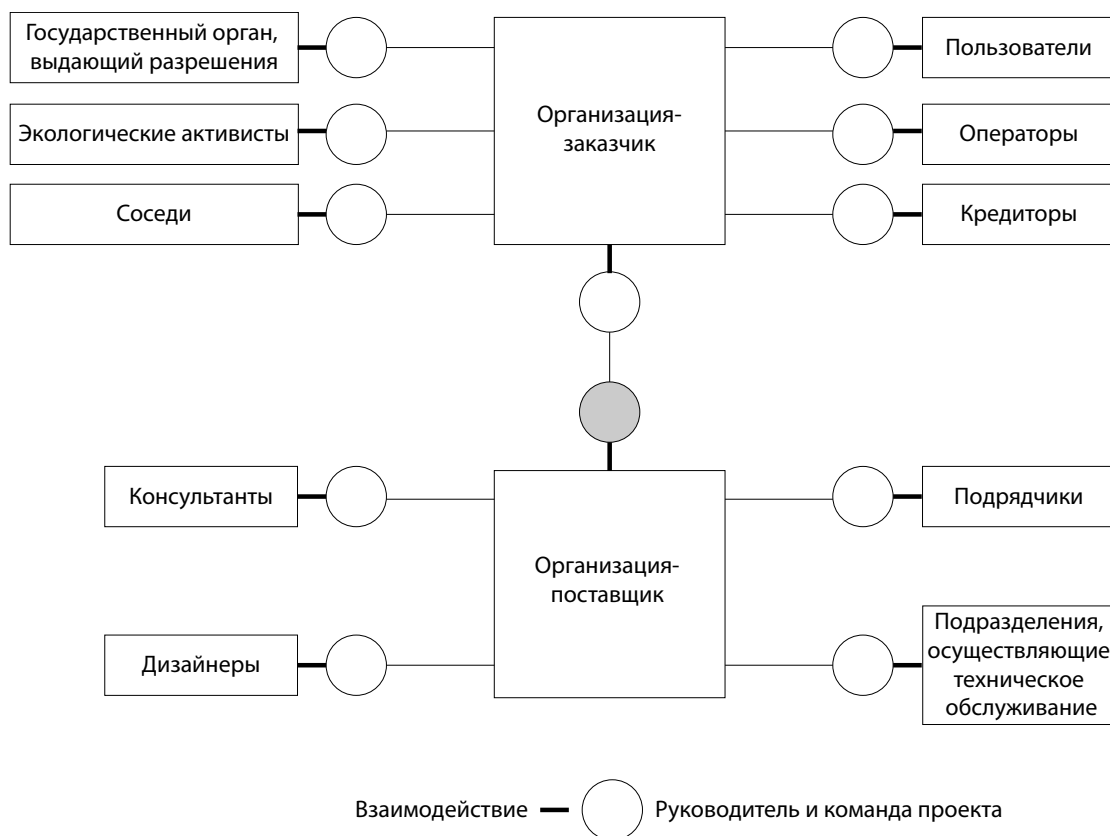 Государственный орган,
выдающий разрешения
Экологические активисты
Соседи
Организация-
заказчик
Пользователи
Операторы
Кредиторы
Консультанты
Дизайнеры
Организация-
поставщик
Подрядчики
Подразделения,
осуществляющие
техническое
обслуживание
Взаимодействие
Руководитель и команда проекта